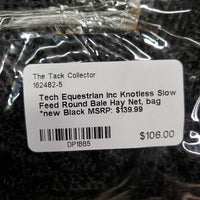 The Tack Collector
162482-5
Tech Equestrian Inc Knotless Slow
Feed Round Bale Hay Net, bag
*new Black MSRP: $139.99
DP1B85
$106.00